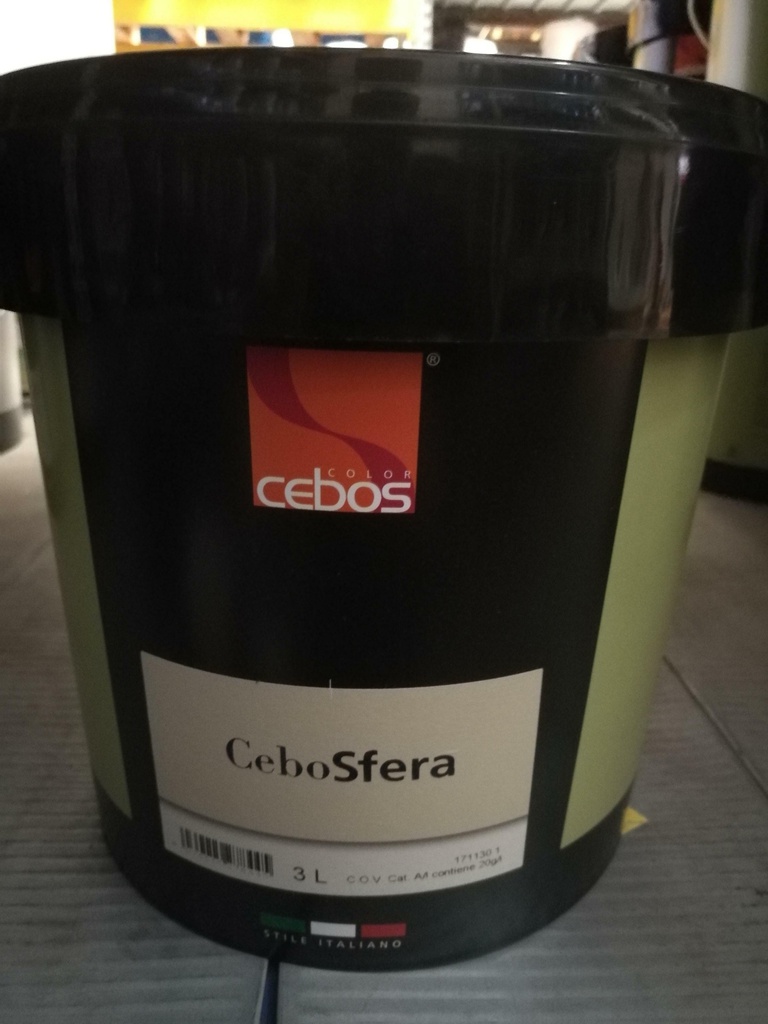 ®
COLOR
cebos
CeboSfera
171130 1
3 L C.O.V. Cat. A/l contiene 20g/l
STILE ITALIANO